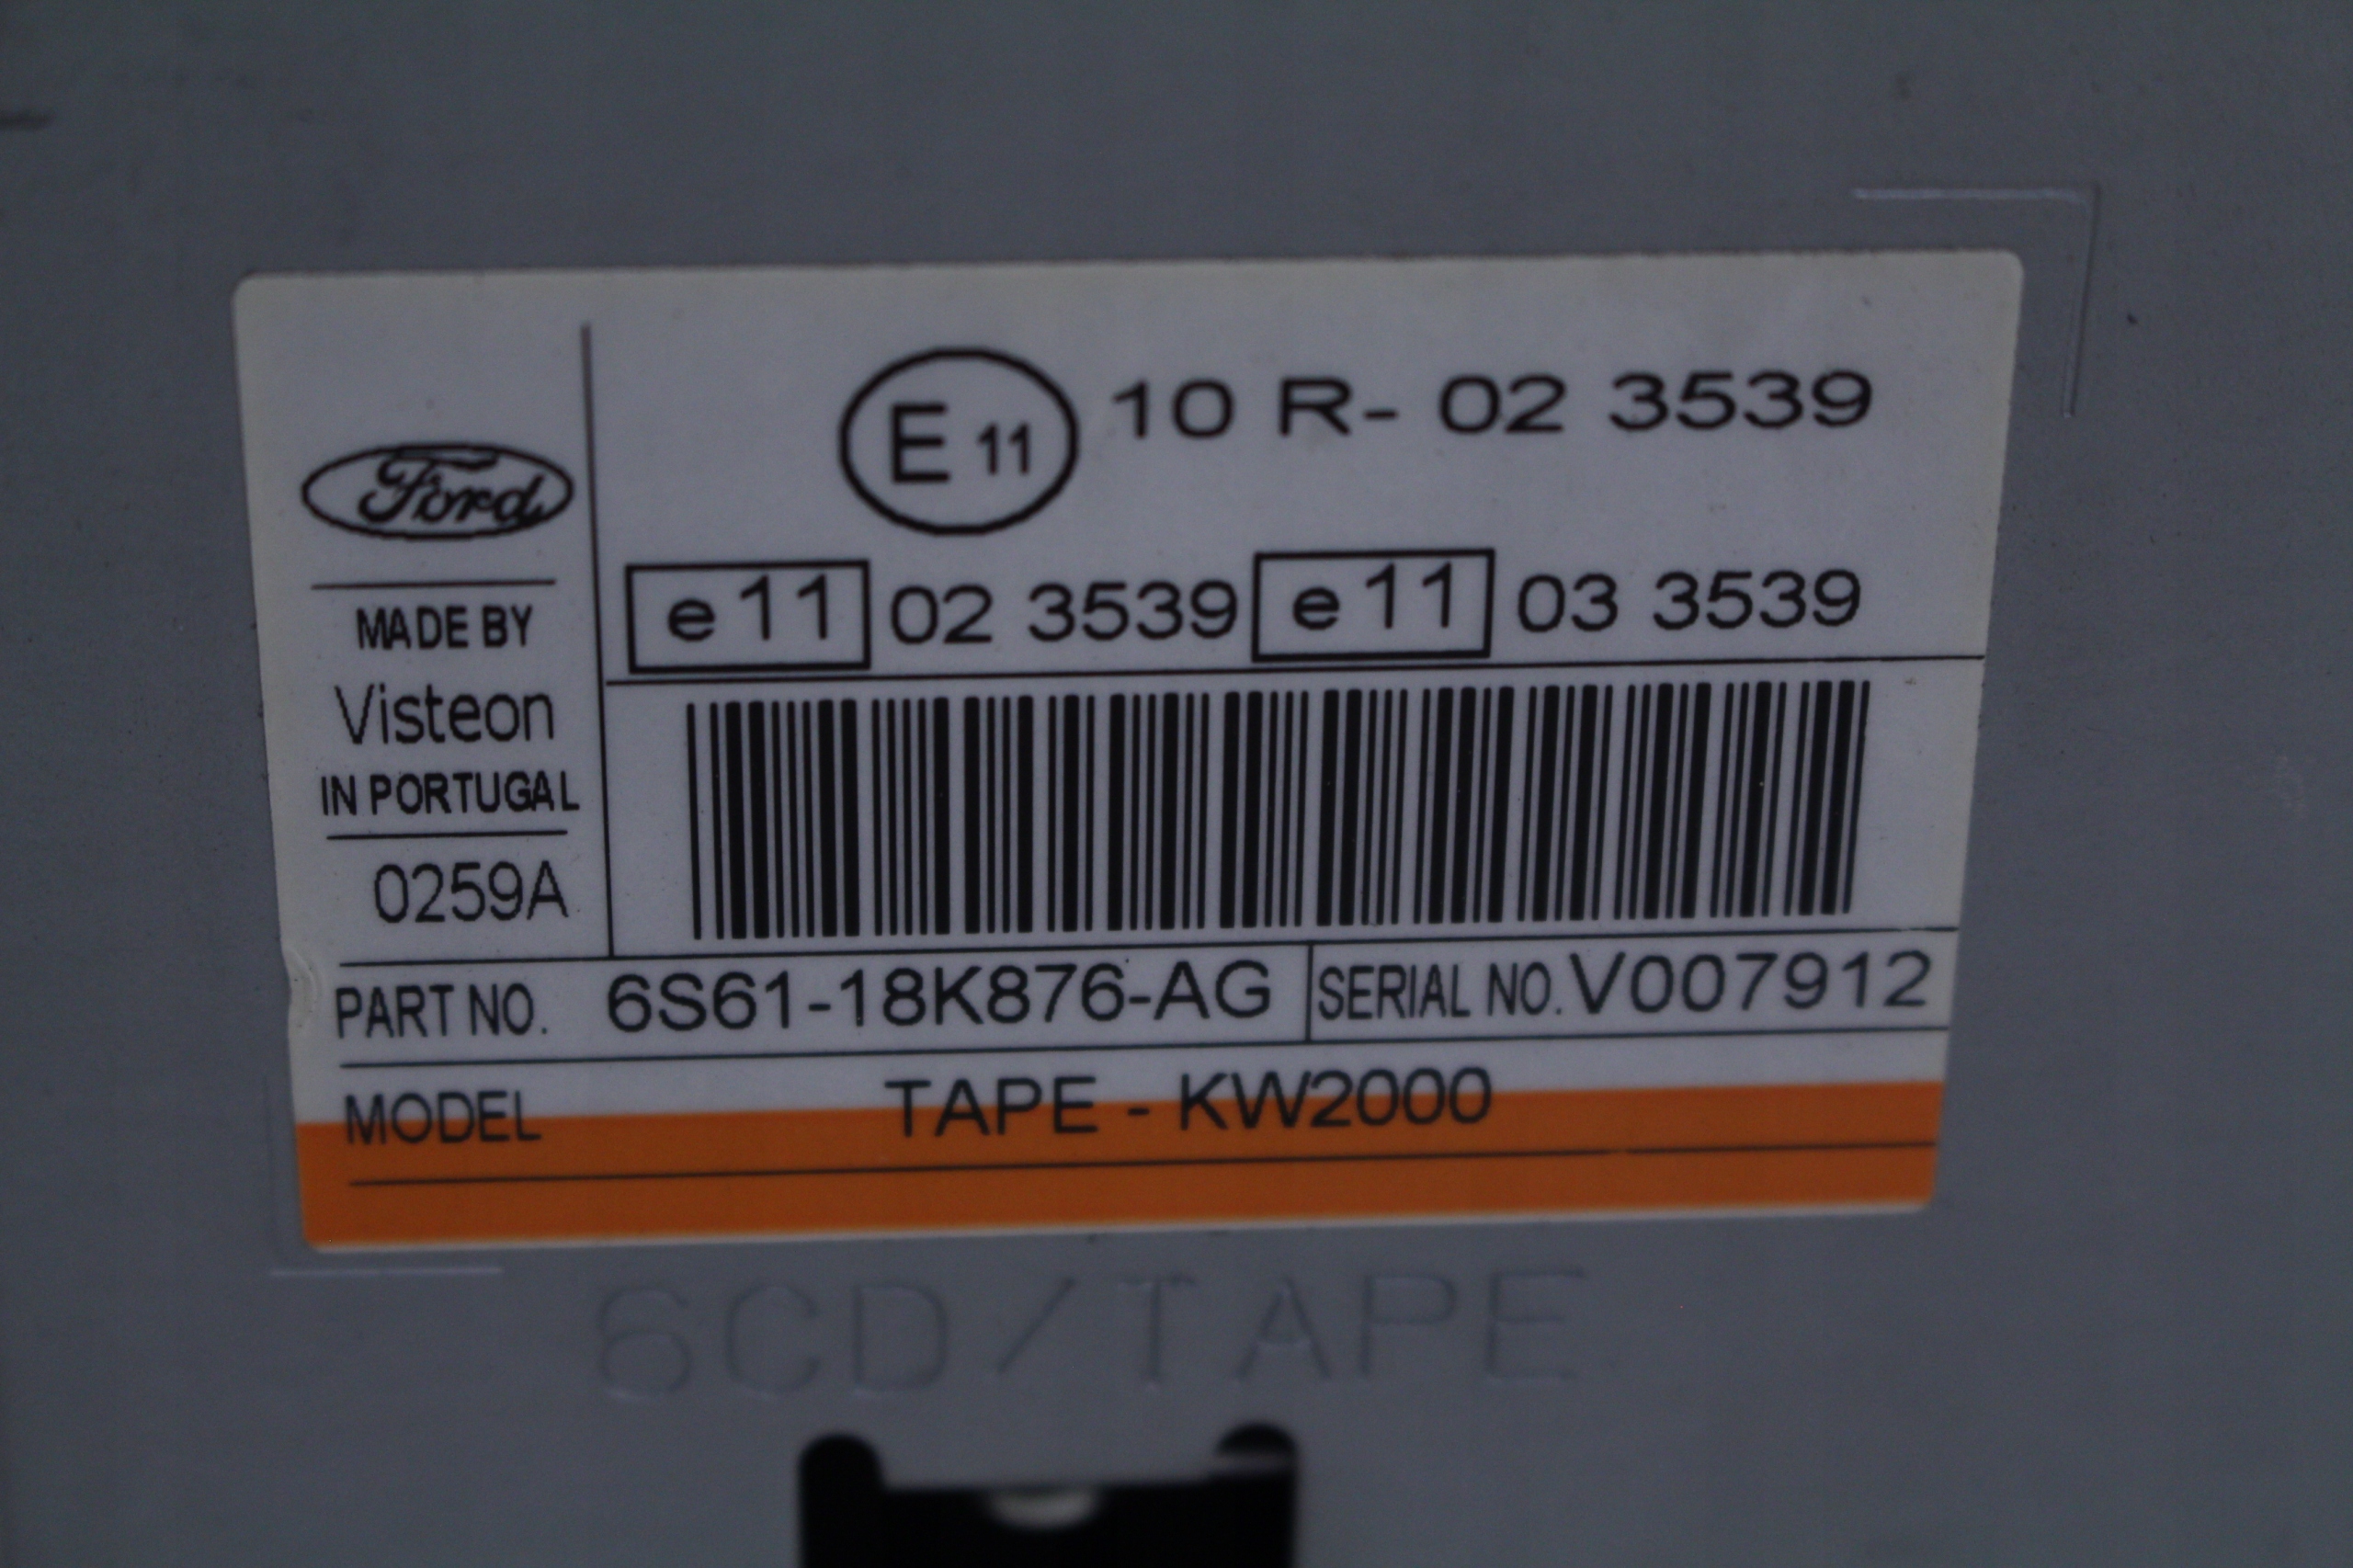 E 11 10 R- 02 3539
Ford
e 11 02 3539 e 11 03 3539
MADE BY
Visteon
IN PORTUGAL
0259A
PART NO. 6S61-18K876-AG SERIAL NO. V007912
MODEL TAPE - KW2000
6CD/TAPE